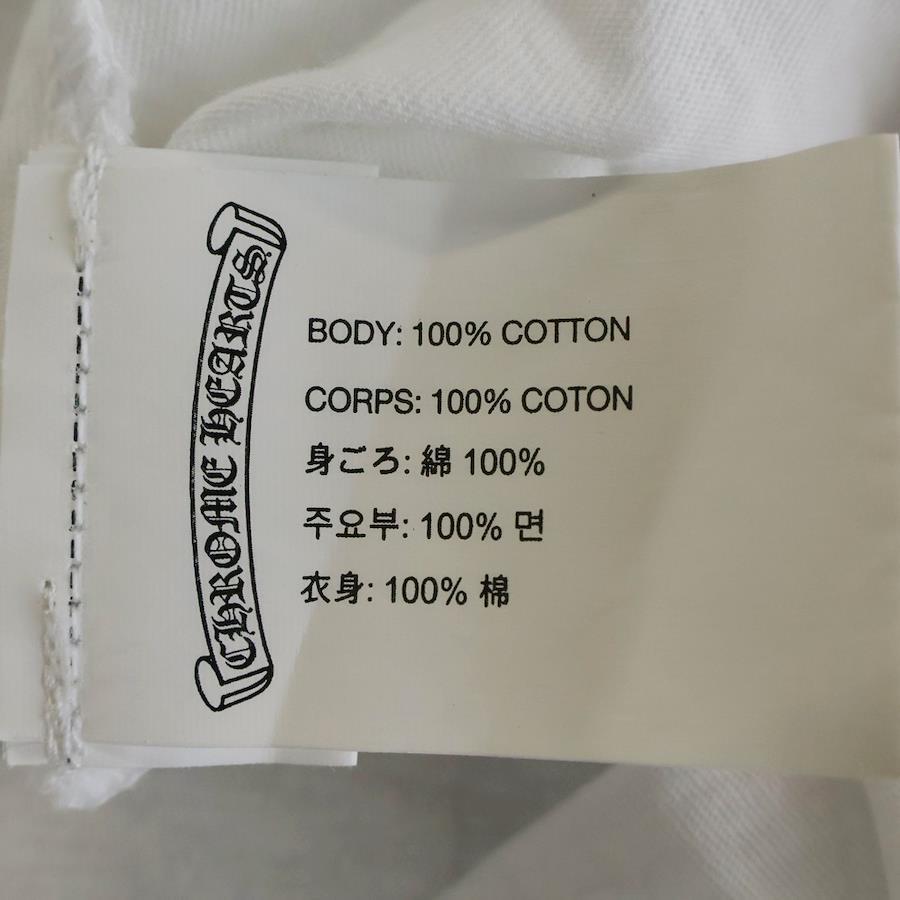 CHROME HEARTS
BODY: 100% COTTON
CORPS: 100% COTON
身ごろ: 綿 100%
주요부: 100% 면
衣身: 100% 棉